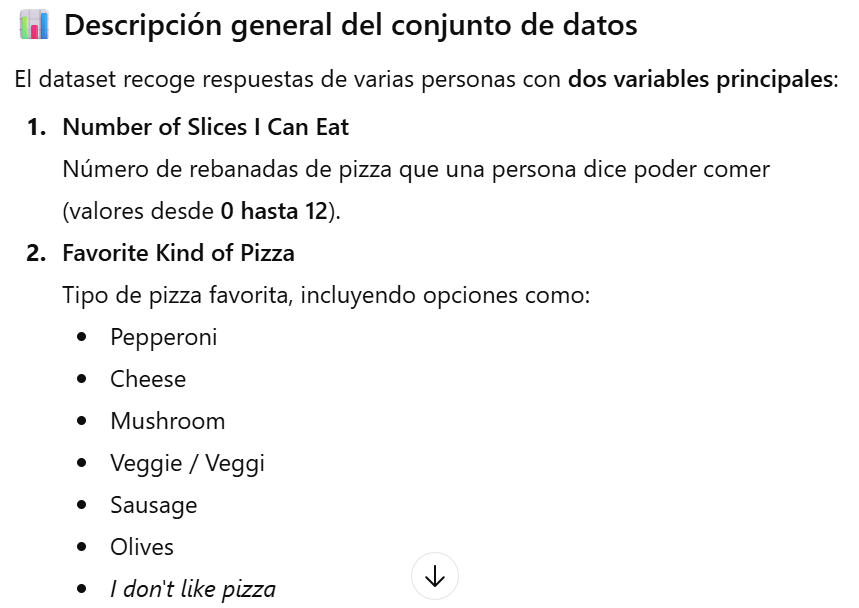 Descripción general del conjunto de datos
El dataset recoge respuestas de varias personas con dos variables principales:
1. Number of Slices I Can Eat
Número de rebanadas de pizza que una persona dice poder comer
(valores desde 0 hasta 12).
2. Favorite Kind of Pizza
Tipo de pizza favorita, incluyendo opciones como:
• Pepperoni
• Cheese
• Mushroom
• Veggie / Veggi
• Sausage
• Olives
• I don't like pizza